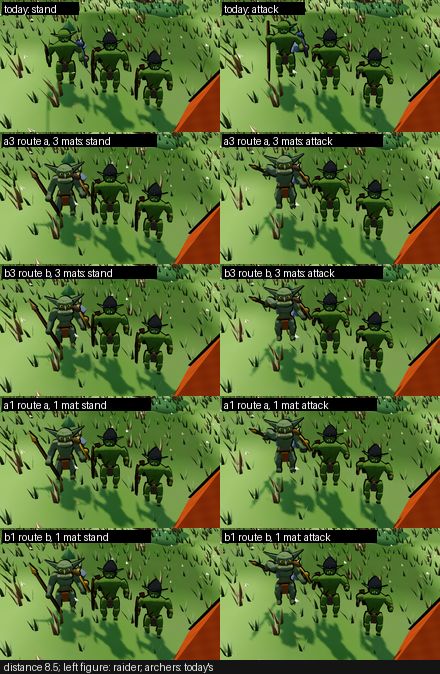 today: stand
today: attack
a3 route a, 3 mats: stand
a3 route a, 3 mats: attack
b3 route b, 3 mats: stand
b3 route b, 3 mats: attack
a1 route a, 1 mat: stand
a1 route a, 1 mat: attack
b1 route b, 1 mat: stand
b1 route b, 1 mat: attack
distance 8.5; left figure: raider; archers: today's